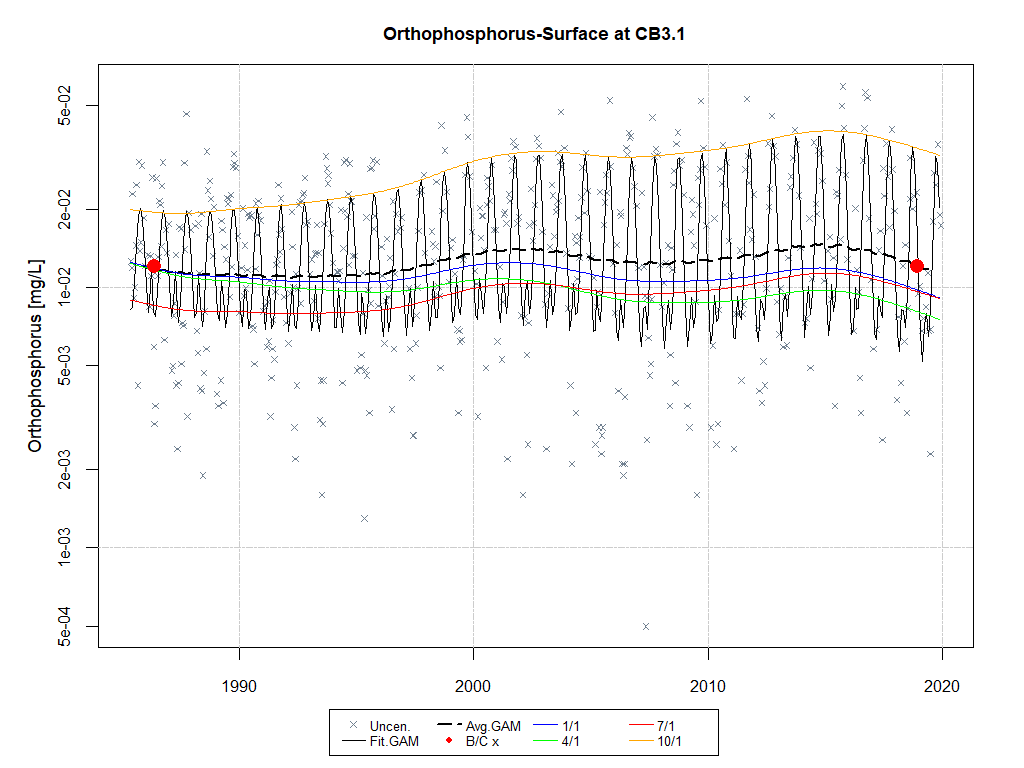 Orthophosphorus-Surface at CB3.1
Orthophosphorus [mg/L]
5e-02
2e-02
1e-02
5e-03
2e-03
1e-03
5e-04
1990 2000 2010 2020
Uncen. Avg.GAM 1/1 7/1
Fit.GAM B/C x 4/1 10/1